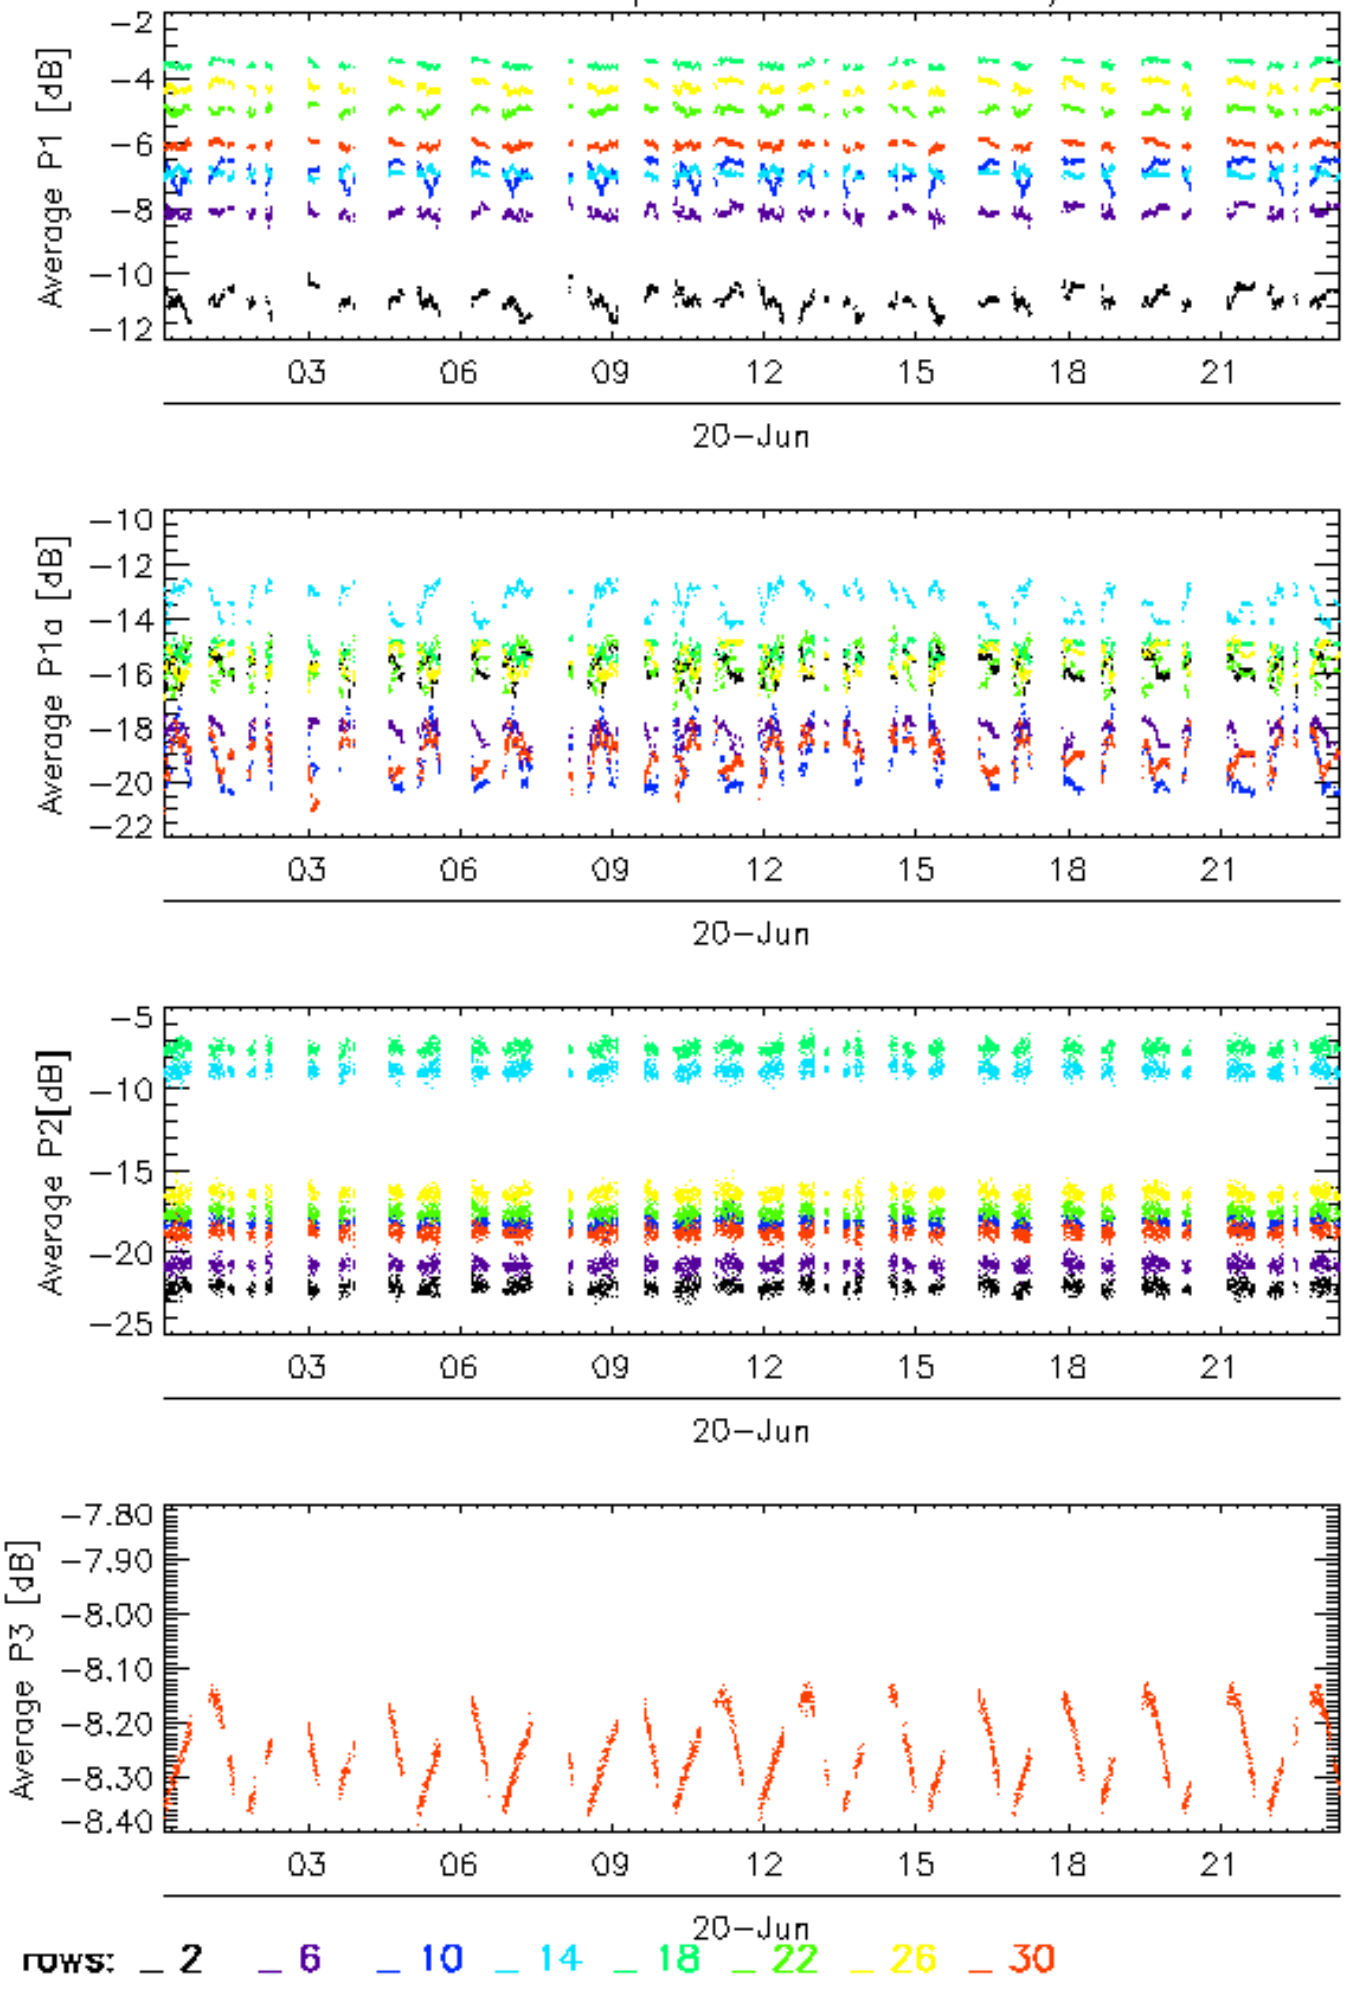 Average P1 [dB]
-2
-4
-6
-8
-10
-12
03 06 09 12 15 18 21
20-Jun
Average P1a [dB]
-10
-12
-14
-16
-18
-20
-22
03 06 09 12 15 18 21
20-Jun
Average P2[dB]
-5
-10
-15
-20
-25
03 06 09 12 15 18 21
20-Jun
Average P3 [dB]
-7.80
-7.90
-8.00
-8.10
-8.20
-8.30
-8.40
03 06 09 12 15 18 21
20-Jun
rows: _ 2 _ 6 _ 10 _ 14 _ 18 _ 22 _ 26 _ 30